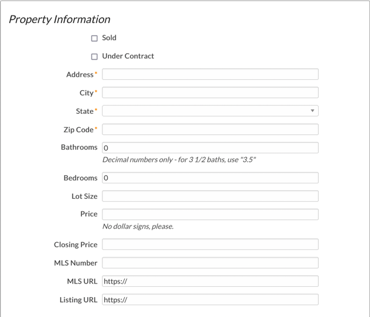 Property Information
Sold
Under Contract
Address*
City*
State*
Zip Code*
Bathrooms 0
Decimal numbers only - for 3 1/2 baths, use "3.5"
Bedrooms 0
Lot Size
Price
No dollar signs, please.
Closing Price
MLS Number
MLS URL https://
Listing URL https://